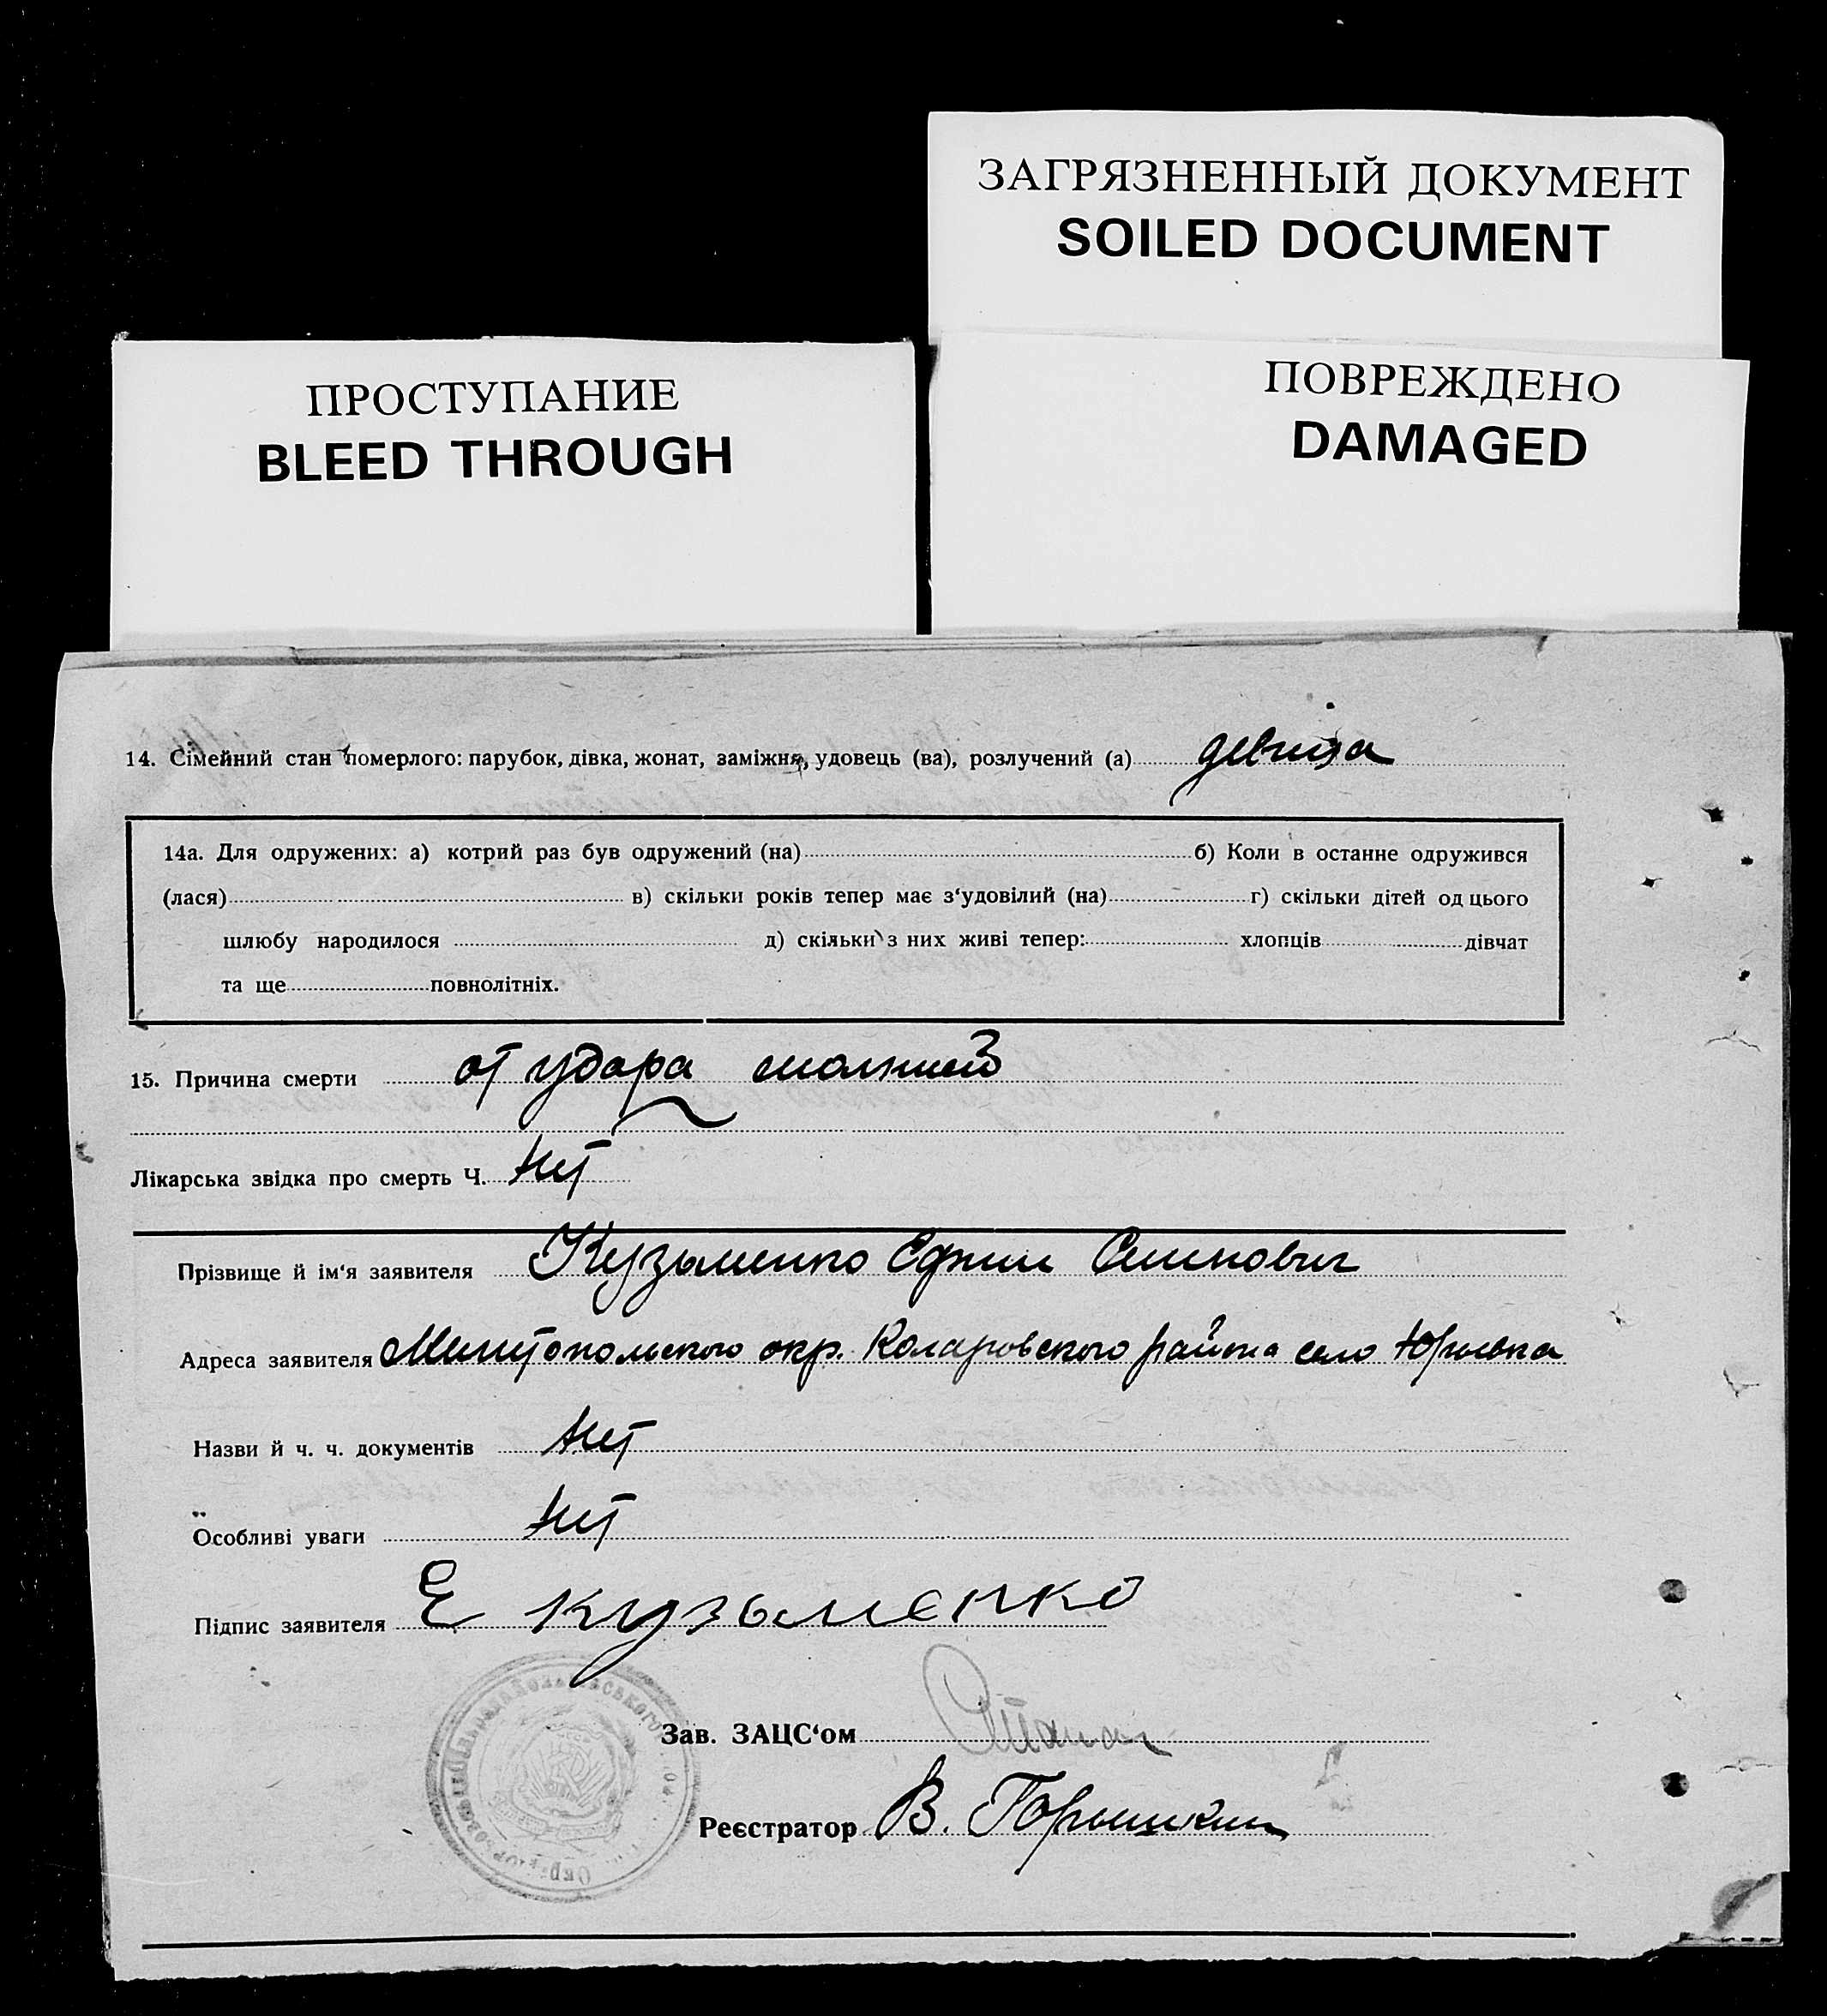 ЗАГРЯЗНЕННЫЙ ДОКУМЕНТ
SOILED DOCUMENT
ПРОСТУПАНИЕ
BLEED THROUGH
ПОВРЕЖДЕНО
DAMAGED
14. Сімейний стан померлого: парубок, дівка, жонат, заміжня, удовець (ва), розлучений (а) девица
14а. Для одружених: а) котрий раз був одружений (на) б) Коли в останне одружився
(лася) в) скільки років тепер має з‘удовілий (на) г) скільки дітей од цього
шлюбу народилося д) скільки з них живі тепер: хлопців дівчат
та ще повнолітніх.
15. Причина смерти от удара молнией
Лікарська звідка про смерть Ч. нет
Прізвище й ім‘я заявителя Кузьменко Ефим Семенович
Адреса заявителя Мелитопольского окр. Коларовского района село Юрьевка
Назви й ч. ч. документів нет
Особливі уваги нет
Підпис заявителя Е Кузьменко
Зав. ЗАЦС‘ом
Реєстратор В.